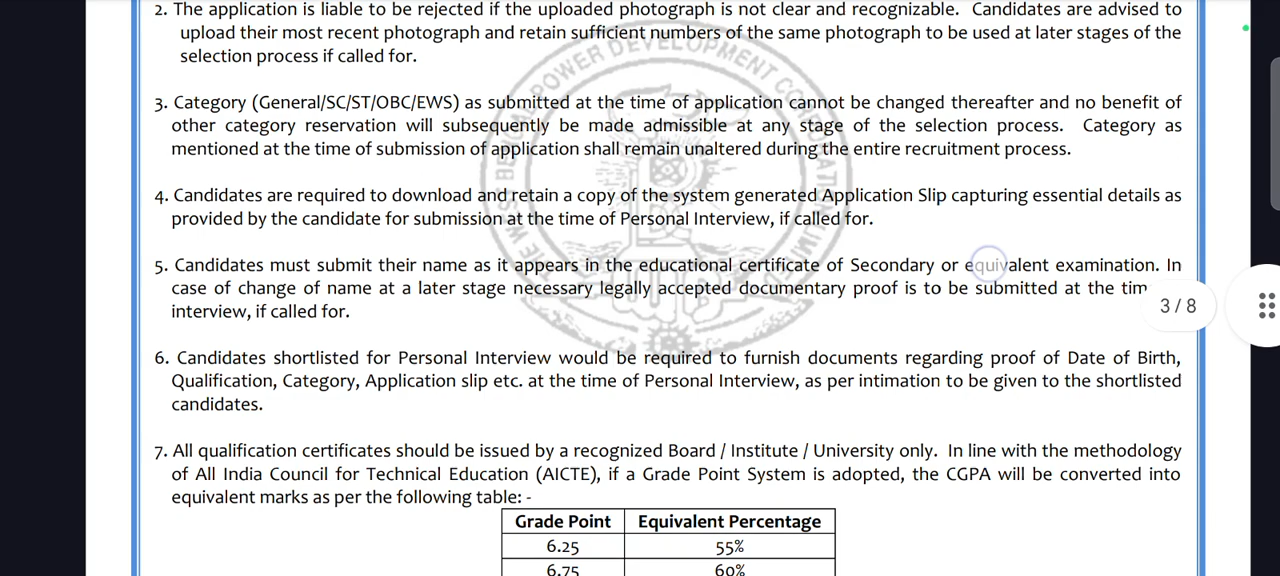 2. The application is liable to be rejected if the uploaded photograph is not clear and recognizable. Candidates are advised to
upload their most recent photograph and retain sufficient numbers of the same photograph to be used at later stages of the
selection process if called for.
3. Category (General/SC/ST/OBC/EWS) as submitted at the time of application cannot be changed thereafter and no benefit of
other category reservation will subsequently be made admissible at any stage of the selection process. Category as
mentioned at the time of submission of application shall remain unaltered during the entire recruitment process.
4. Candidates are required to download and retain a copy of the system generated Application Slip capturing essential details as
provided by the candidate for submission at the time of Personal Interview, if called for.
5. Candidates must submit their name as it appears in the educational certificate of Secondary or equivalent examination. In
case of change of name at a later stage necessary legally accepted documentary proof is to be submitted at the tim
interview, if called for.
3 / 8
6. Candidates shortlisted for Personal Interview would be required to furnish documents regarding proof of Date of Birth,
Qualification, Category, Application slip etc. at the time of Personal Interview, as per intimation to be given to the shortlisted
candidates.
7. All qualification certificates should be issued by a recognized Board / Institute / University only. In line with the methodology
of All India Council for Technical Education (AICTE), if a Grade Point System is adopted, the CGPA will be converted into
equivalent marks as per the following table: -
Grade Point Equivalent Percentage
6.25 55%
6.75 60%
THE WEST BENGAL POWER DEVELOPMENT CORPORATION LIMITED